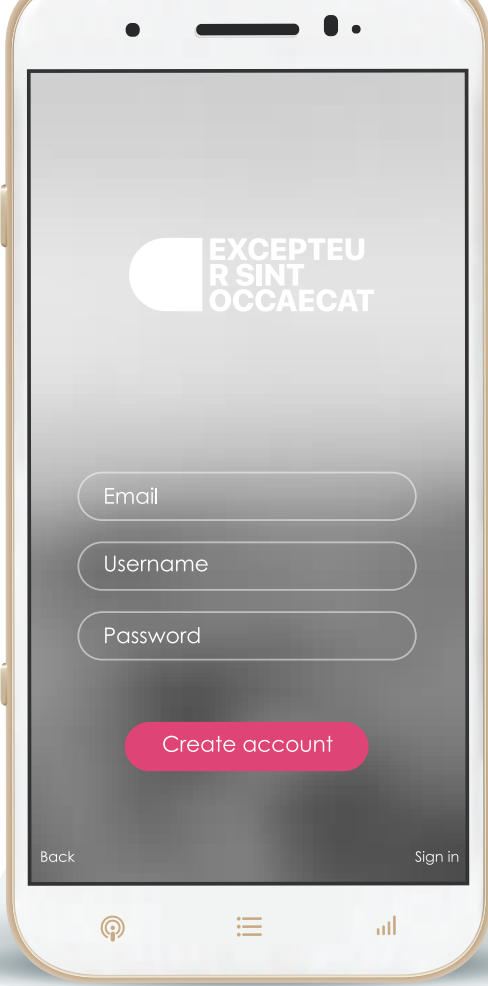 EXCEPTEU
R SINT
OCCAECAT
Email
Username
Password
Create account
Back
Sign in